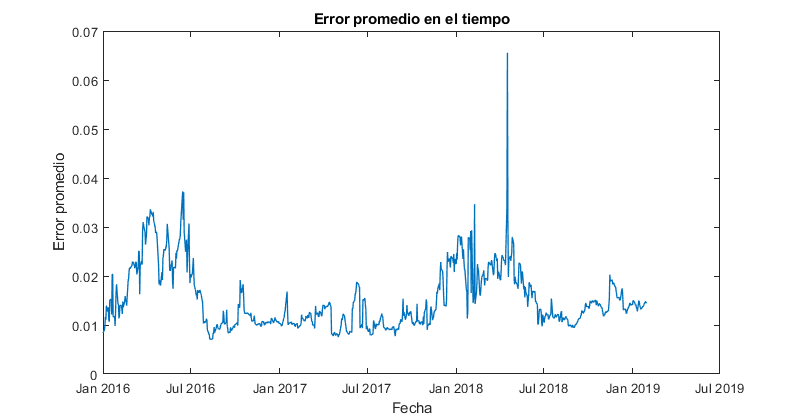 Error promedio en el tiempo
0.07
0.06
0.05
0.04
0.03
0.02
0.01
0
Error promedio
Jan 2016 Jul 2016 Jan 2017 Jul 2017 Jan 2018 Jul 2018 Jan 2019 Jul 2019
Fecha